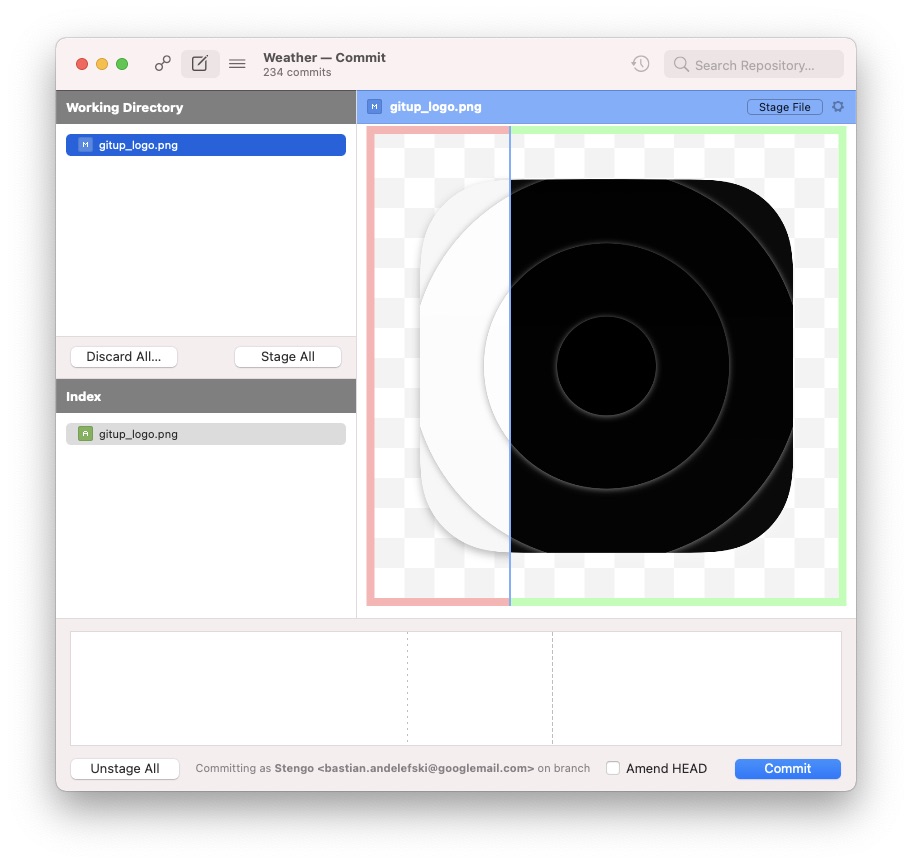 Weather — Commit
234 commits
Search Repository...
Working Directory
M gitup_logo.png
Stage File
M gitup_logo.png
Discard All...
Stage All
Index
A gitup_logo.png
Unstage All
Committing as Stengo <bastian.andelefski@googlemail.com> on branch
Amend HEAD
Commit